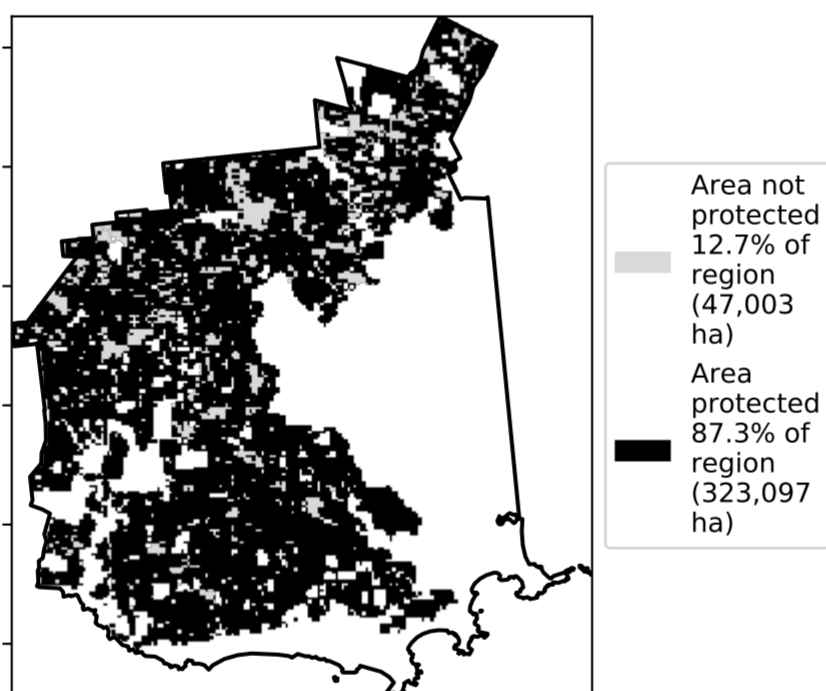 Area not
protected
12.7% of
region
(47,003
ha)
Area
protected
87.3% of
region
(323,097
ha)